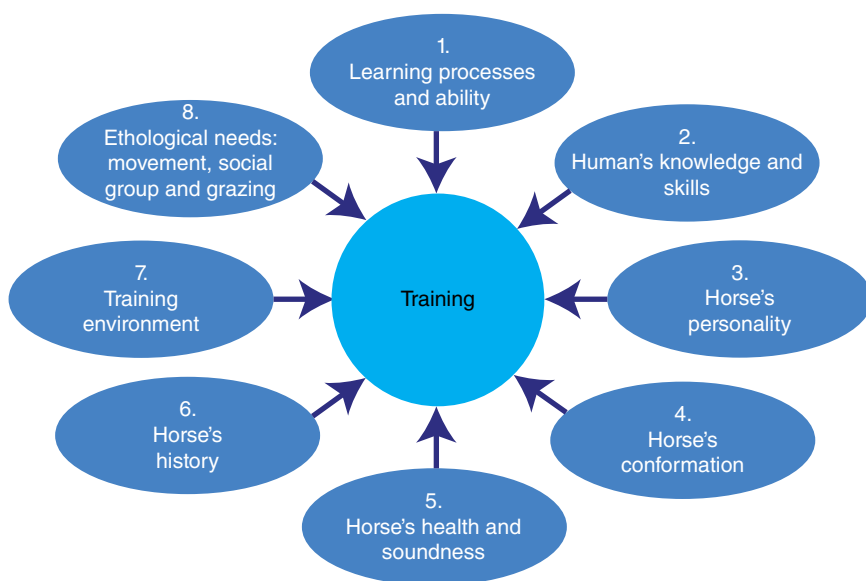 1.
Learning processes
and ability
2.
Human's knowledge and
skills
3.
Horse's
personality
4.
Horse's
conformation
5.
Horse's health and
soundness
6.
Horse's
history
7.
Training
environment
8.
Ethological needs:
movement, social
group and grazing
Training